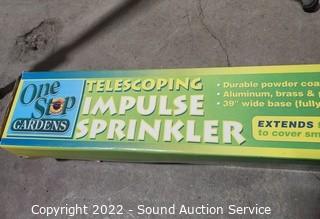 One
Stop
GARDENS
TELESCOPING
IMPULSE
SPRINKLER
• Durable powder coa
• Aluminum, brass &
• 39" wide base (fully
EXTENDS
to cover sm
Copyright 2022 - Sound Auction Service